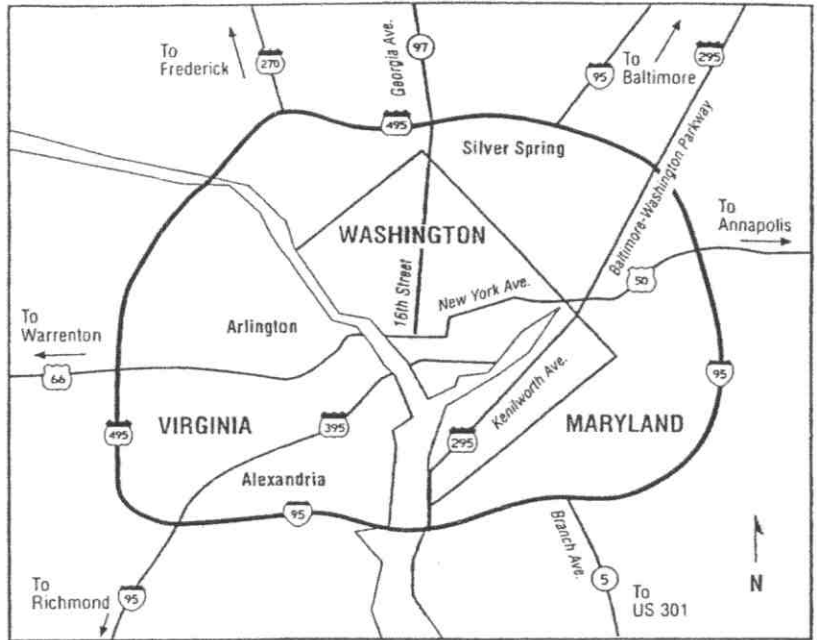 To
Frederick
270
Georgia Ave.
97
To
Baltimore
95
295
495
Silver Spring
Baltimore-Washington Parkway
WASHINGTON
To
Annapolis
16th Street
New York Ave.
50
To
Warrenton
66
Arlington
Kenilworth Ave.
95
495
VIRGINIA
395
295
MARYLAND
Alexandria
95
Branch Ave.
N
To
Richmond
95
5
To
US 301